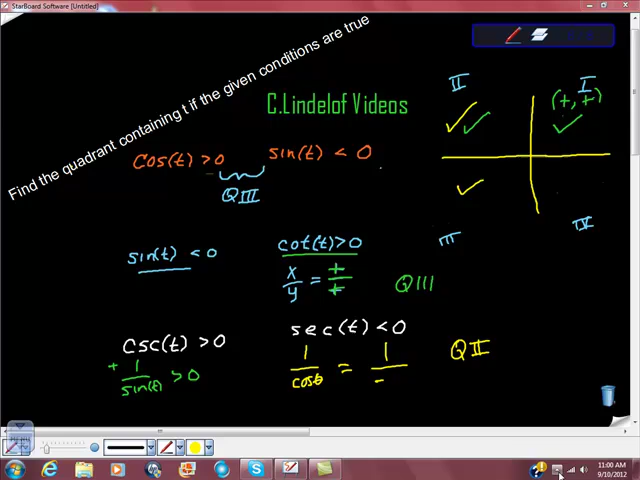 StarBoard Software [Untitled]
Find the quadrant containing t if the given conditions are true
C.Lindelof Videos
II
I
(+, +)
cos(t) > 0 sin(t) < 0
QIII
III
IV
sin(t) < 0 cot(t) > 0
x/y = +/+
QIII
csc(t) > 0 sec(t) < 0
+ 1/sin(t) > 0
1/cost = 1/-
QII
11:00 AM
9/10/2012